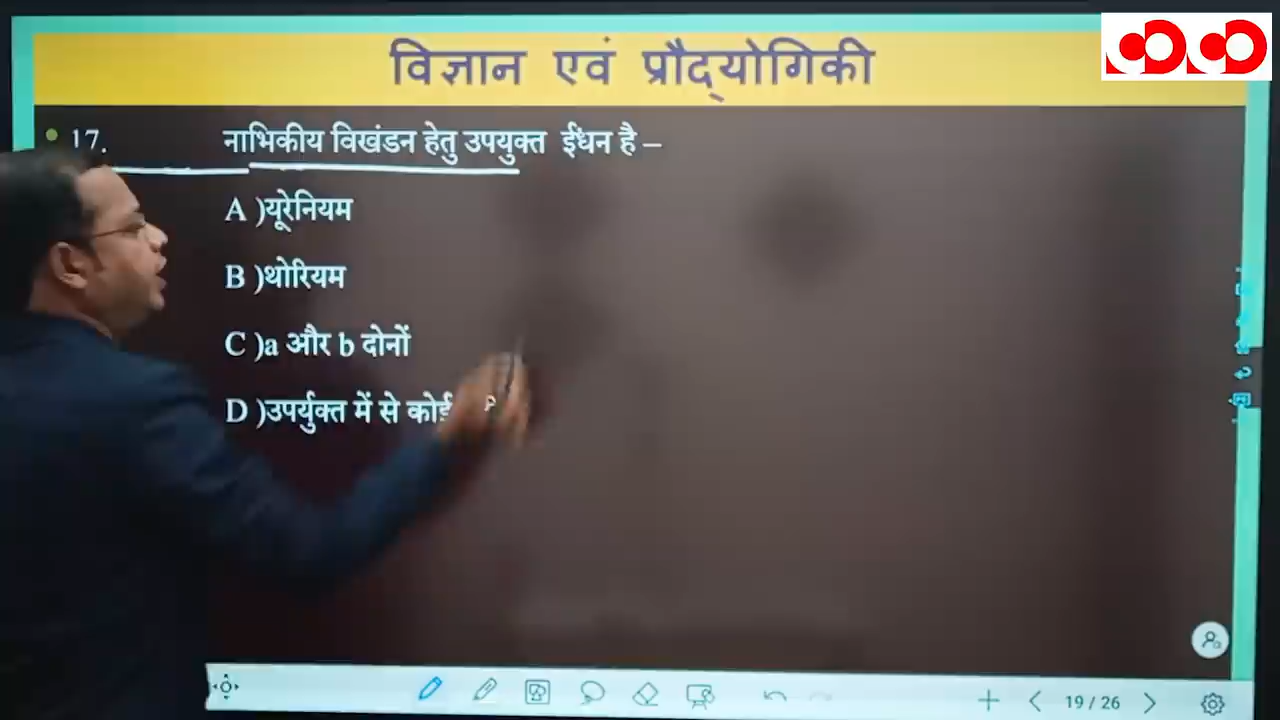 विज्ञान एवं प्रौद्योगिकी
17. नाभिकीय विखंडन हेतु उपयुक्त ईंधन है –
A )यूरेनियम
B )थोरियम
C )a और b दोनों
D )उपर्युक्त में से कोई
19 / 26